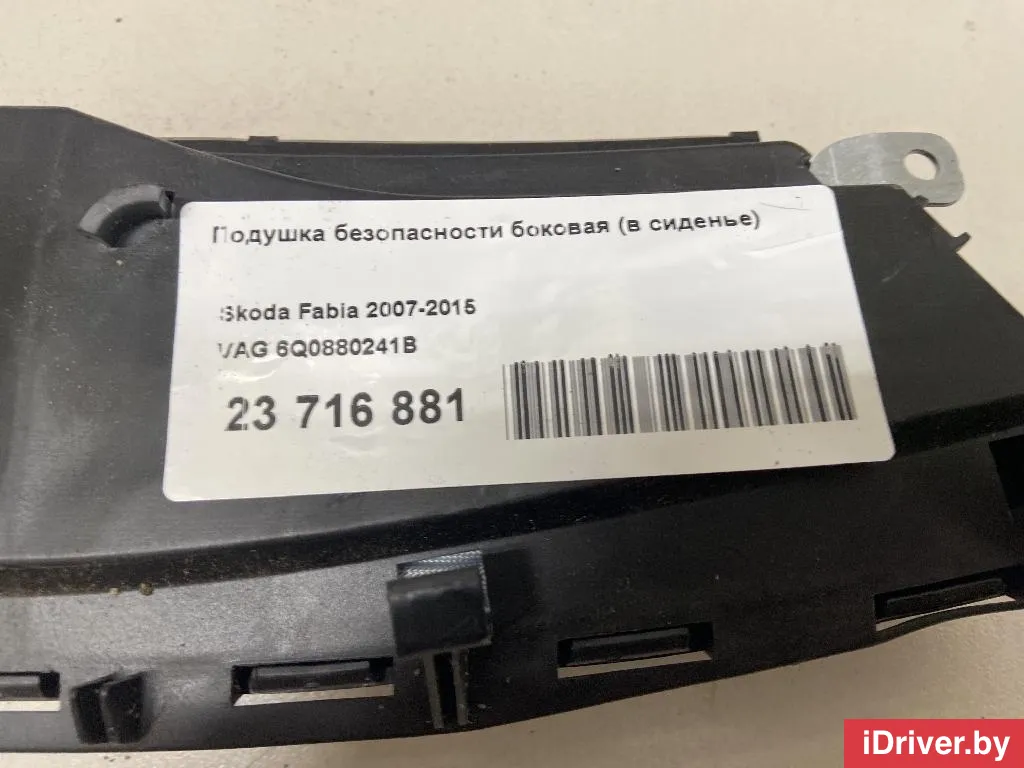 Подушка безопасности боковая (в сиденье)
Skoda Fabia 2007-2015
VAG 6Q0880241B
23 716 881
iDriver.by